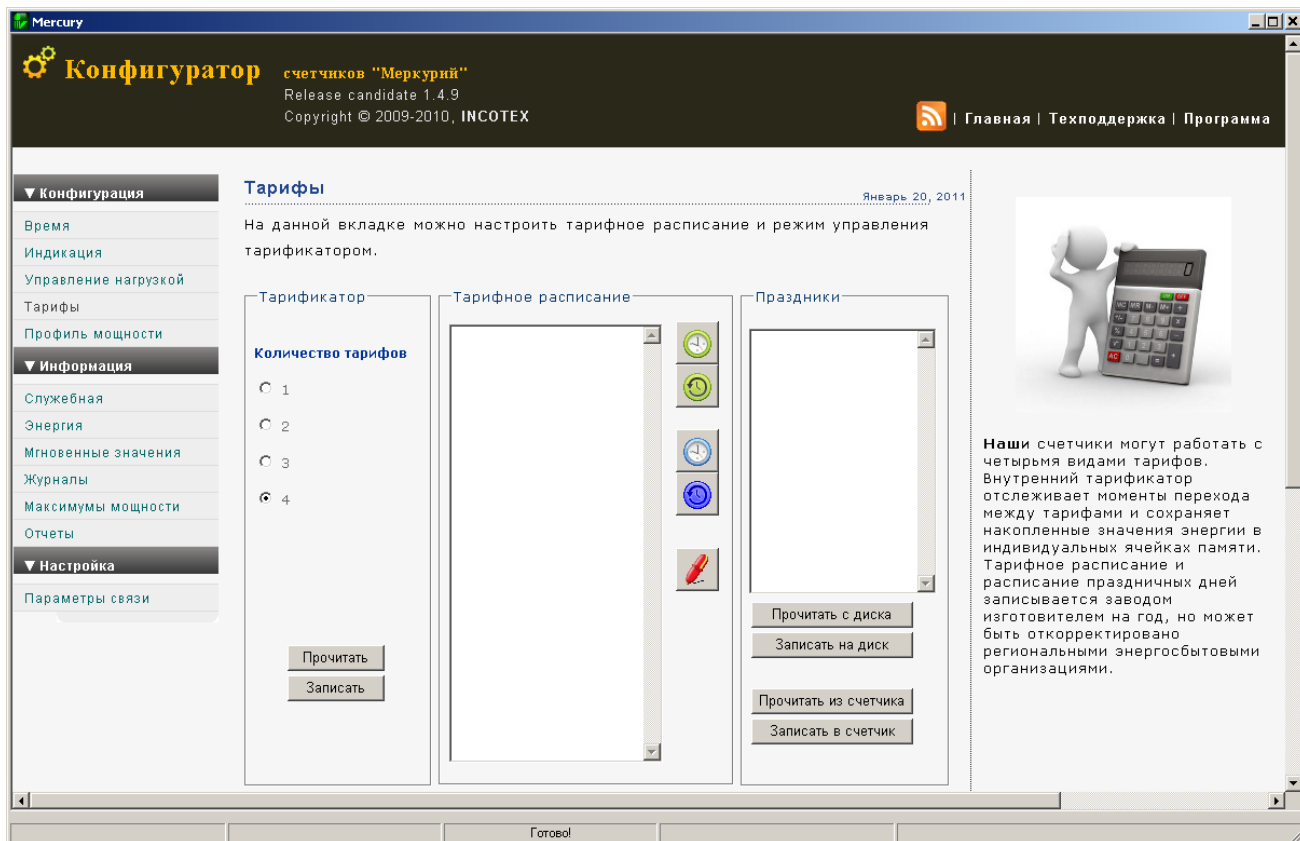 Mercury
Конфигуратор счетчиков "Меркурий"
Release candidate 1.4.9
Copyright © 2009-2010, INCOTEX
| Главная | Техподдержка | Программа
▼ Конфигурация
Время
Индикация
Управление нагрузкой
Тарифы
Профиль мощности
▼ Информация
Служебная
Энергия
Мгновенные значения
Журналы
Максимумы мощности
Отчеты
▼ Настройка
Параметры связи
Тарифы
Январь 20, 2011
На данной вкладке можно настроить тарифное расписание и режим управления
тарификатором.
Тарификатор
Количество тарифов
1
2
3
4
Прочитать
Записать
Тарифное расписание
Праздники
Прочитать с диска
Записать на диск
Прочитать из счетчика
Записать в счетчик
Наши счетчики могут работать с
четырьмя видами тарифов.
Внутренний тарификатор
отслеживает моменты перехода
между тарифами и сохраняет
накопленные значения энергии в
индивидуальных ячейках памяти.
Тарифное расписание и
расписание праздничных дней
записывается заводом
изготовителем на год, но может
быть откорректировано
региональными энергосбытовыми
организациями.
Готово!